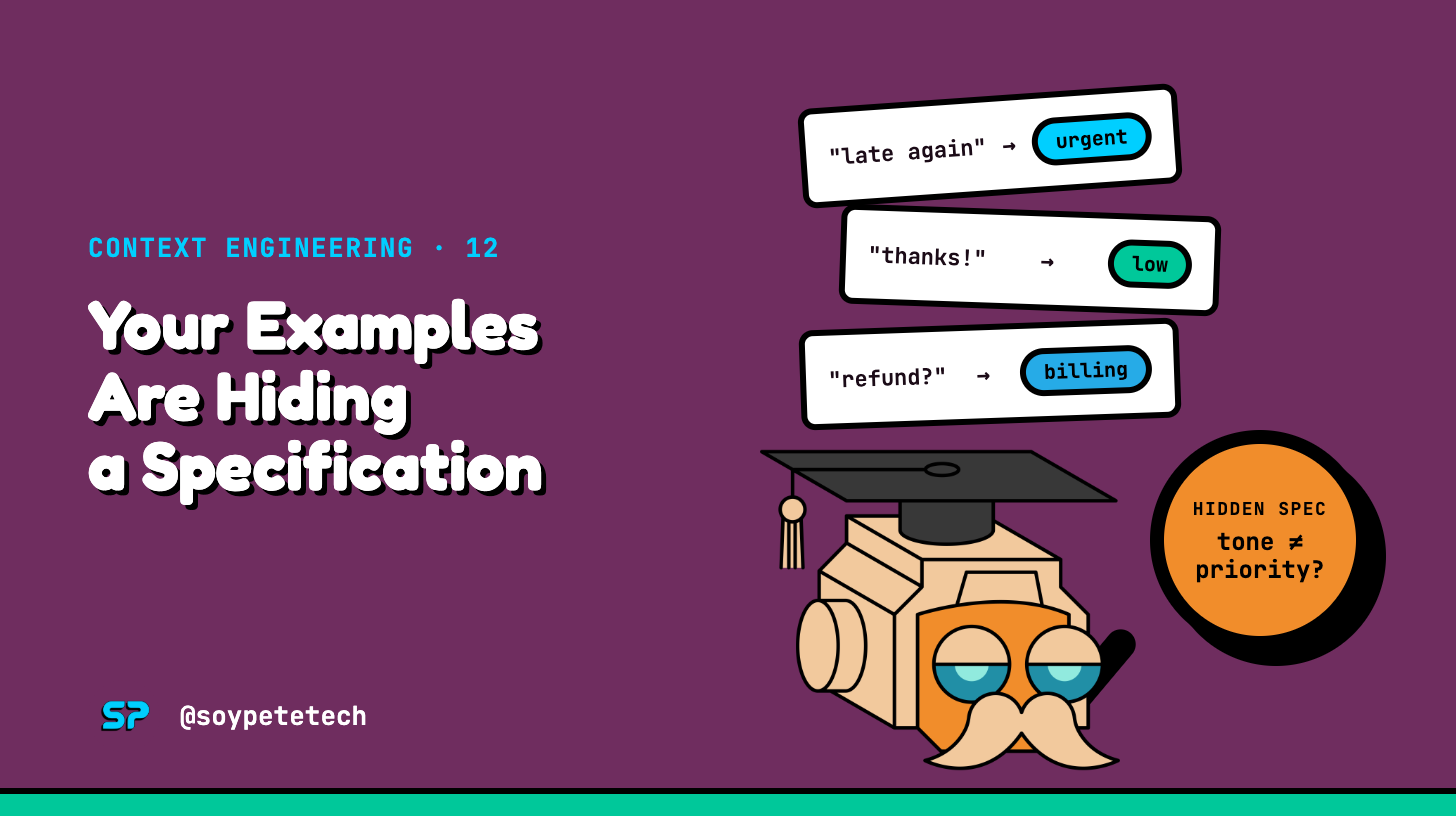 CONTEXT ENGINEERING · 12
Your Examples
Are Hiding
a Specification
SP @soypetetech
"late again" → urgent
"thanks!" → low
"refund?" → billing
HIDDEN SPEC
tone ≠
priority?